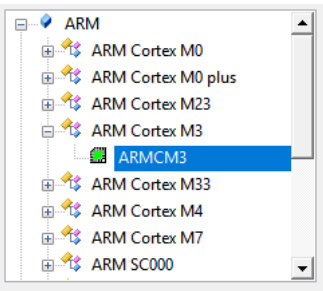 ARM
ARM Cortex M0
ARM Cortex M0 plus
ARM Cortex M23
ARM Cortex M3
ARMCM3
ARM Cortex M33
ARM Cortex M4
ARM Cortex M7
ARM SC000